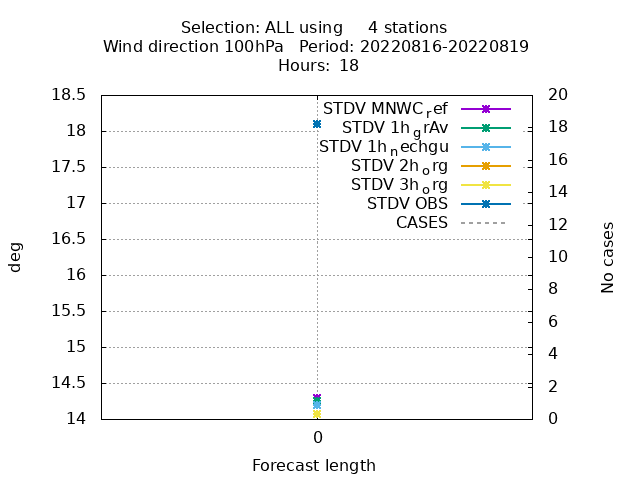 Selection: ALL using     4 stations
Wind direction 100hPa   Period: 20220816-20220819
Hours:  18
18.5
18
17.5
17
16.5
16
15.5
15
14.5
14
deg
STDV MNWC_ref
STDV 1h_grAv
STDV 1h_nechgu
STDV 2h_org
STDV 3h_org
STDV OBS
CASES
20
18
16
14
12
10
8
6
4
2
0
No cases
0
Forecast length